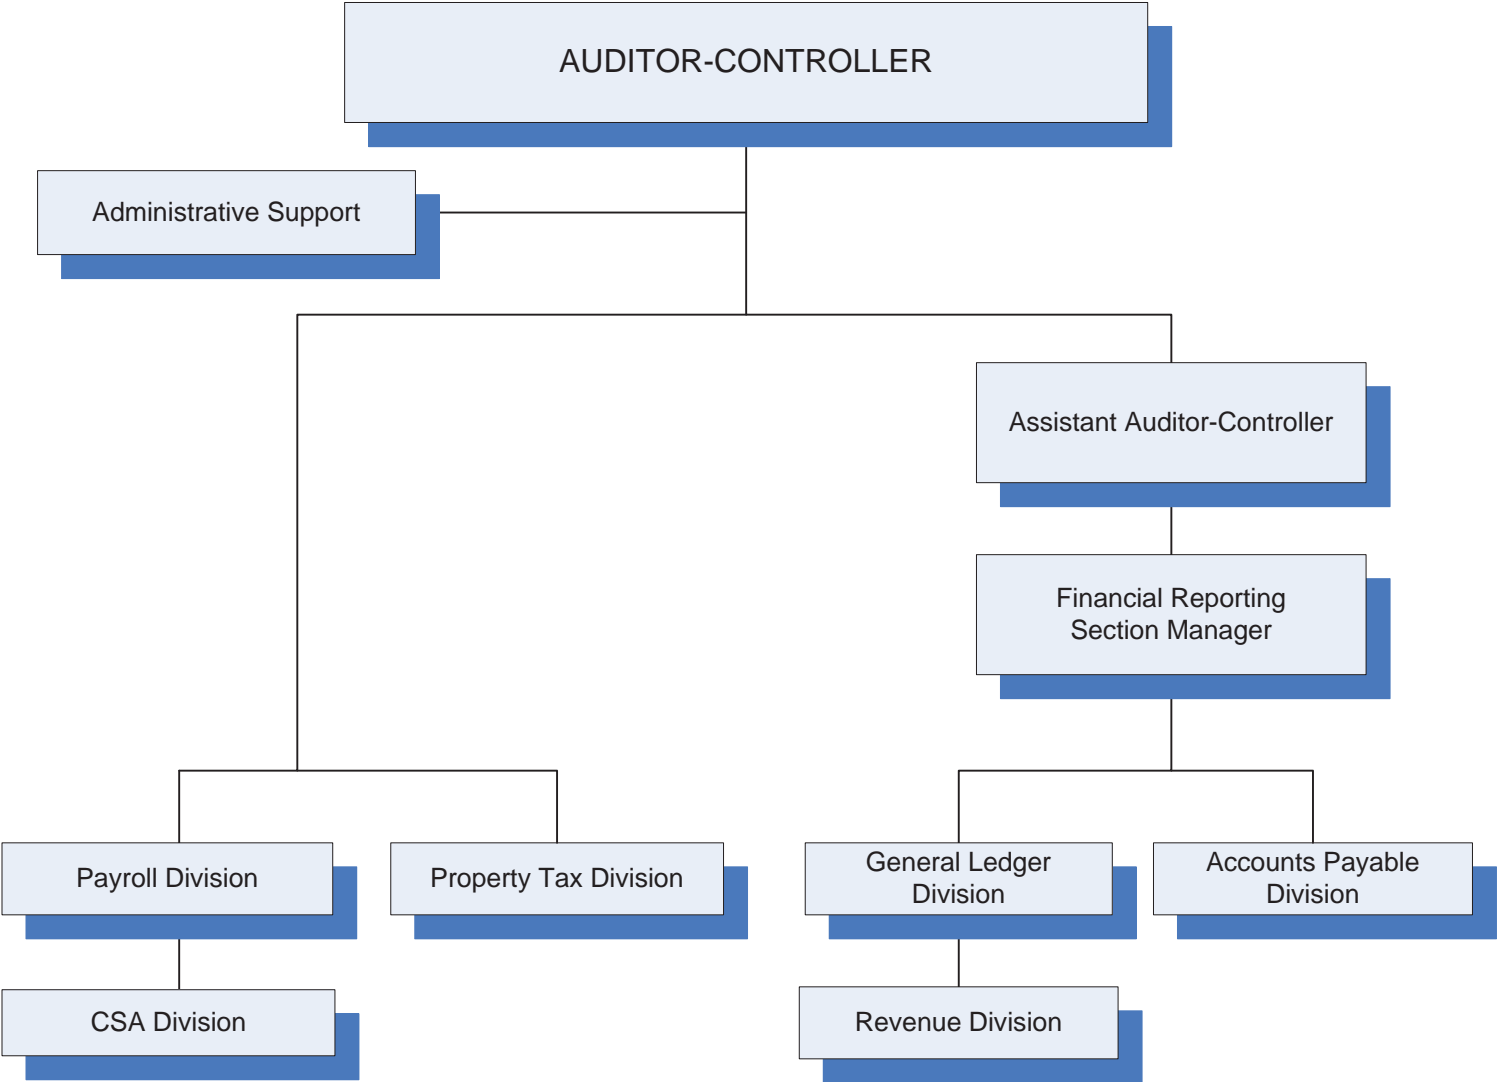 AUDITOR-CONTROLLER
Administrative Support
Assistant Auditor-Controller
Financial Reporting
Section Manager
Payroll Division
Property Tax Division
General Ledger
Division
Accounts Payable
Division
CSA Division
Revenue Division